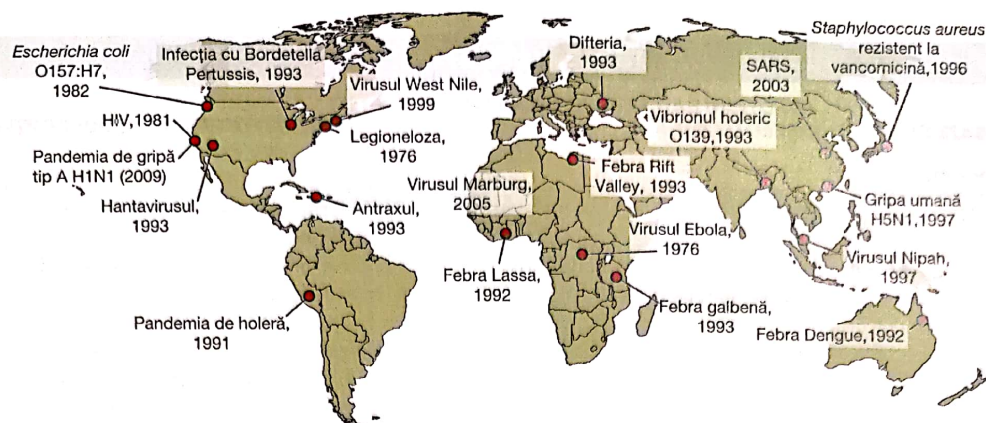 Escherichia coli
O157:H7,
1982
Infecția cu Bordetella
Pertussis, 1993
Virusul West Nile,
1999
Difteria,
1993
SARS,
2003
Staphylococcus aureus
rezistent la
vancornicină,1996
HIV,1981
Legioneloza,
1976
Vibrionul holeric
O139,1993
Pandemia de gripă
tip A H1N1 (2009)
Hantavirusul,
1993
Antraxul,
1993
Virusul Marburg,
2005
Febra Rift
Valley, 1993
Gripa umană
H5N1,1997
Virusul Ebola,
1976
Virusul Nipah,
1997
Febra Lassa,
1992
Febra galbenă,
1993
Pandemia de holeră,
1991
Febra Dengue,1992